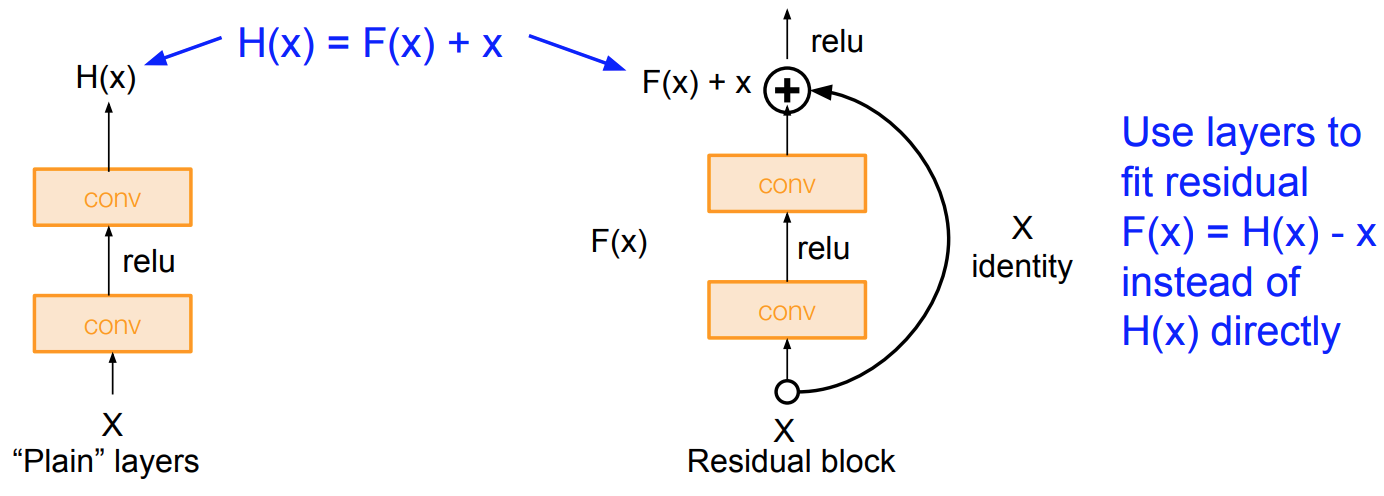 H(x) = F(x) + x
H(x)
conv
relu
conv
X
“Plain” layers
relu
F(x) + x
conv
F(x)
relu
conv
X
identity
X
Residual block
Use layers to
fit residual
F(x) = H(x) - x
instead of
H(x) directly